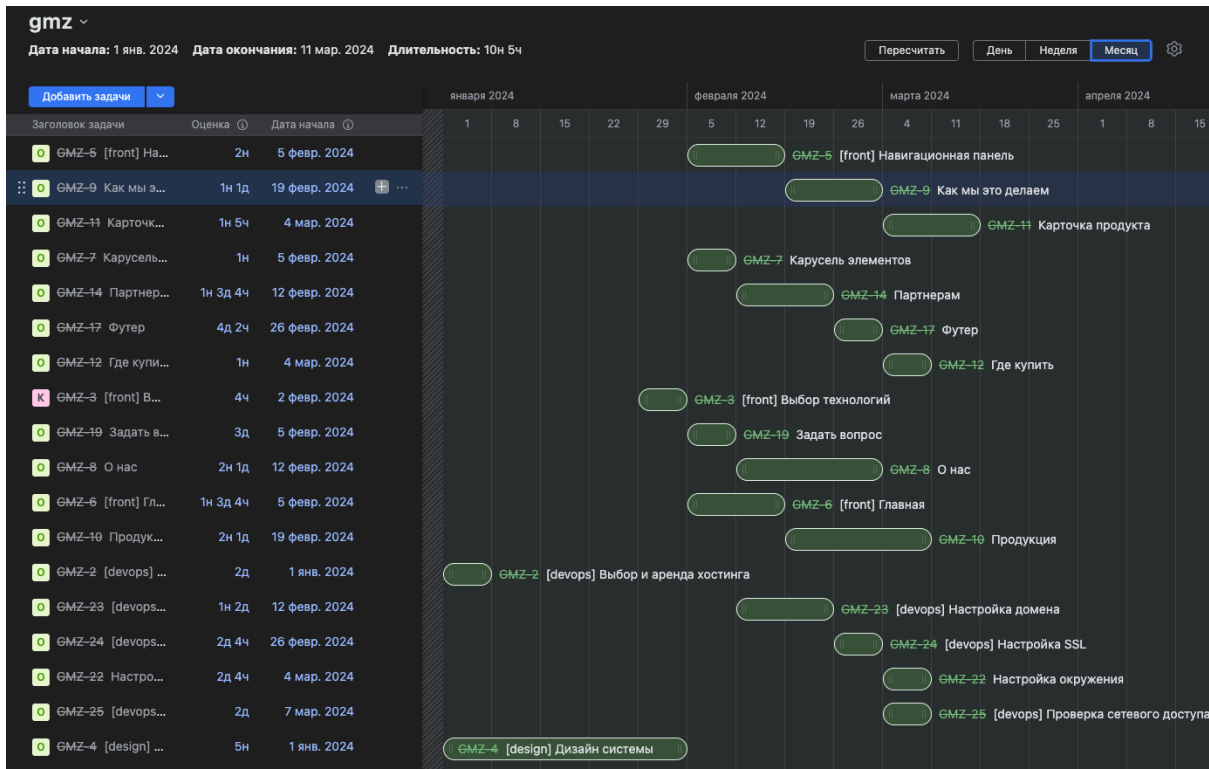 gmz
Дата начала: 1 янв. 2024 Дата окончания: 11 мар. 2024 Длительность: 10н 5ч
Пересчитать День Неделя Месяц
Добавить задачи
января 2024 февраля 2024 марта 2024 апреля 2024
Заголовок задачи Оценка Дата начала 1 8 15 22 29 5 12 19 26 4 11 18 25 1 8 15
О GMZ-5 [front] На... 2н 5 февр. 2024 GMZ-5 [front] Навигационная панель
О GMZ-9 Как мы э... 1н 1д 19 февр. 2024 GMZ-9 Как мы это делаем
О GMZ-11 Карточк... 1н 5ч 4 мар. 2024 GMZ-11 Карточка продукта
О GMZ-7 Карусель... 1н 5 февр. 2024 GMZ-7 Карусель элементов
О GMZ-14 Партнер... 1н 3д 4ч 12 февр. 2024 GMZ-14 Партнерам
О GMZ-17 Футер 4д 2ч 26 февр. 2024 GMZ-17 Футер
О GMZ-12 Где купи... 1н 4 мар. 2024 GMZ-12 Где купить
К GMZ-3 [front] В... 4ч 2 февр. 2024 GMZ-3 [front] Выбор технологий
О GMZ-19 Задать в... 3д 5 февр. 2024 GMZ-19 Задать вопрос
О GMZ-8 О нас 2н 1д 12 февр. 2024 GMZ-8 О нас
О GMZ-6 [front] Гл... 1н 3д 4ч 5 февр. 2024 GMZ-6 [front] Главная
О GMZ-10 Продук... 2н 1д 19 февр. 2024 GMZ-10 Продукция
О GMZ-2 [devops] ... 2д 1 янв. 2024 GMZ-2 [devops] Выбор и аренда хостинга
О GMZ-23 [devops... 1н 2д 12 февр. 2024 GMZ-23 [devops] Настройка домена
О GMZ-24 [devops... 2д 4ч 26 февр. 2024 GMZ-24 [devops] Настройка SSL
О GMZ-22 Настро... 2д 4ч 4 мар. 2024 GMZ-22 Настройка окружения
О GMZ-25 [devops... 2д 7 мар. 2024 GMZ-25 [devops] Проверка сетевого доступа
О GMZ-4 [design] ... 5н 1 янв. 2024 GMZ-4 [design] Дизайн системы